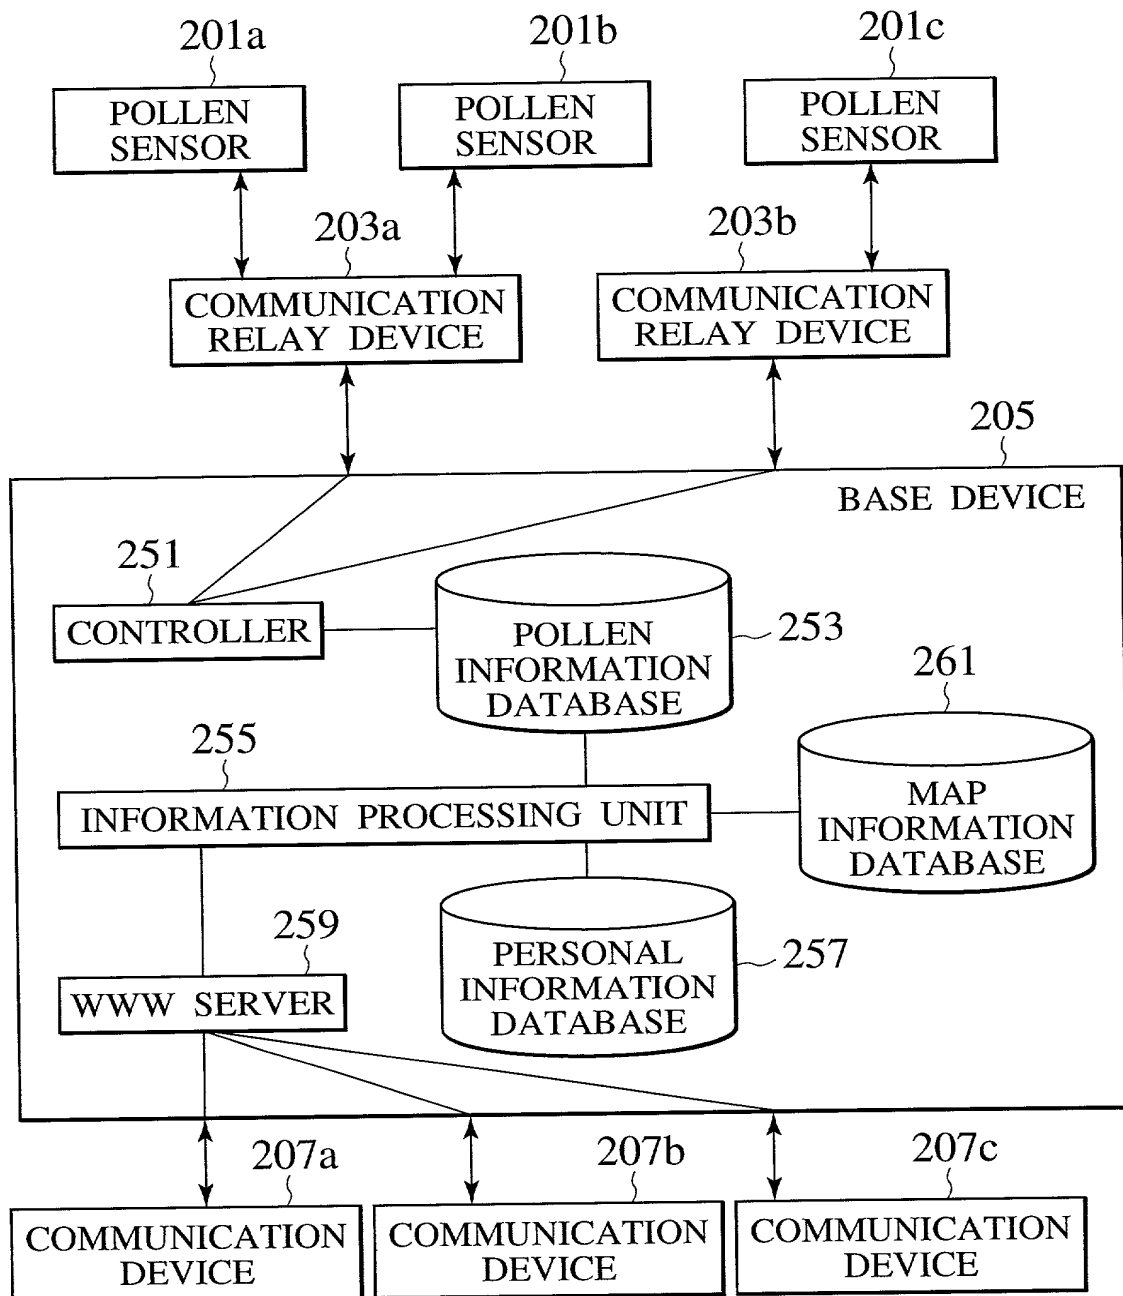 201a
201b
201c
POLLEN
SENSOR
POLLEN
SENSOR
POLLEN
SENSOR
203a
203b
COMMUNICATION
RELAY DEVICE
COMMUNICATION
RELAY DEVICE
205
BASE DEVICE
251
CONTROLLER
POLLEN
INFORMATION
DATABASE
253
261
255
INFORMATION PROCESSING UNIT
MAP
INFORMATION
DATABASE
259
WWW SERVER
PERSONAL
INFORMATION
DATABASE
257
207a
207b
207c
COMMUNICATION
DEVICE
COMMUNICATION
DEVICE
COMMUNICATION
DEVICE